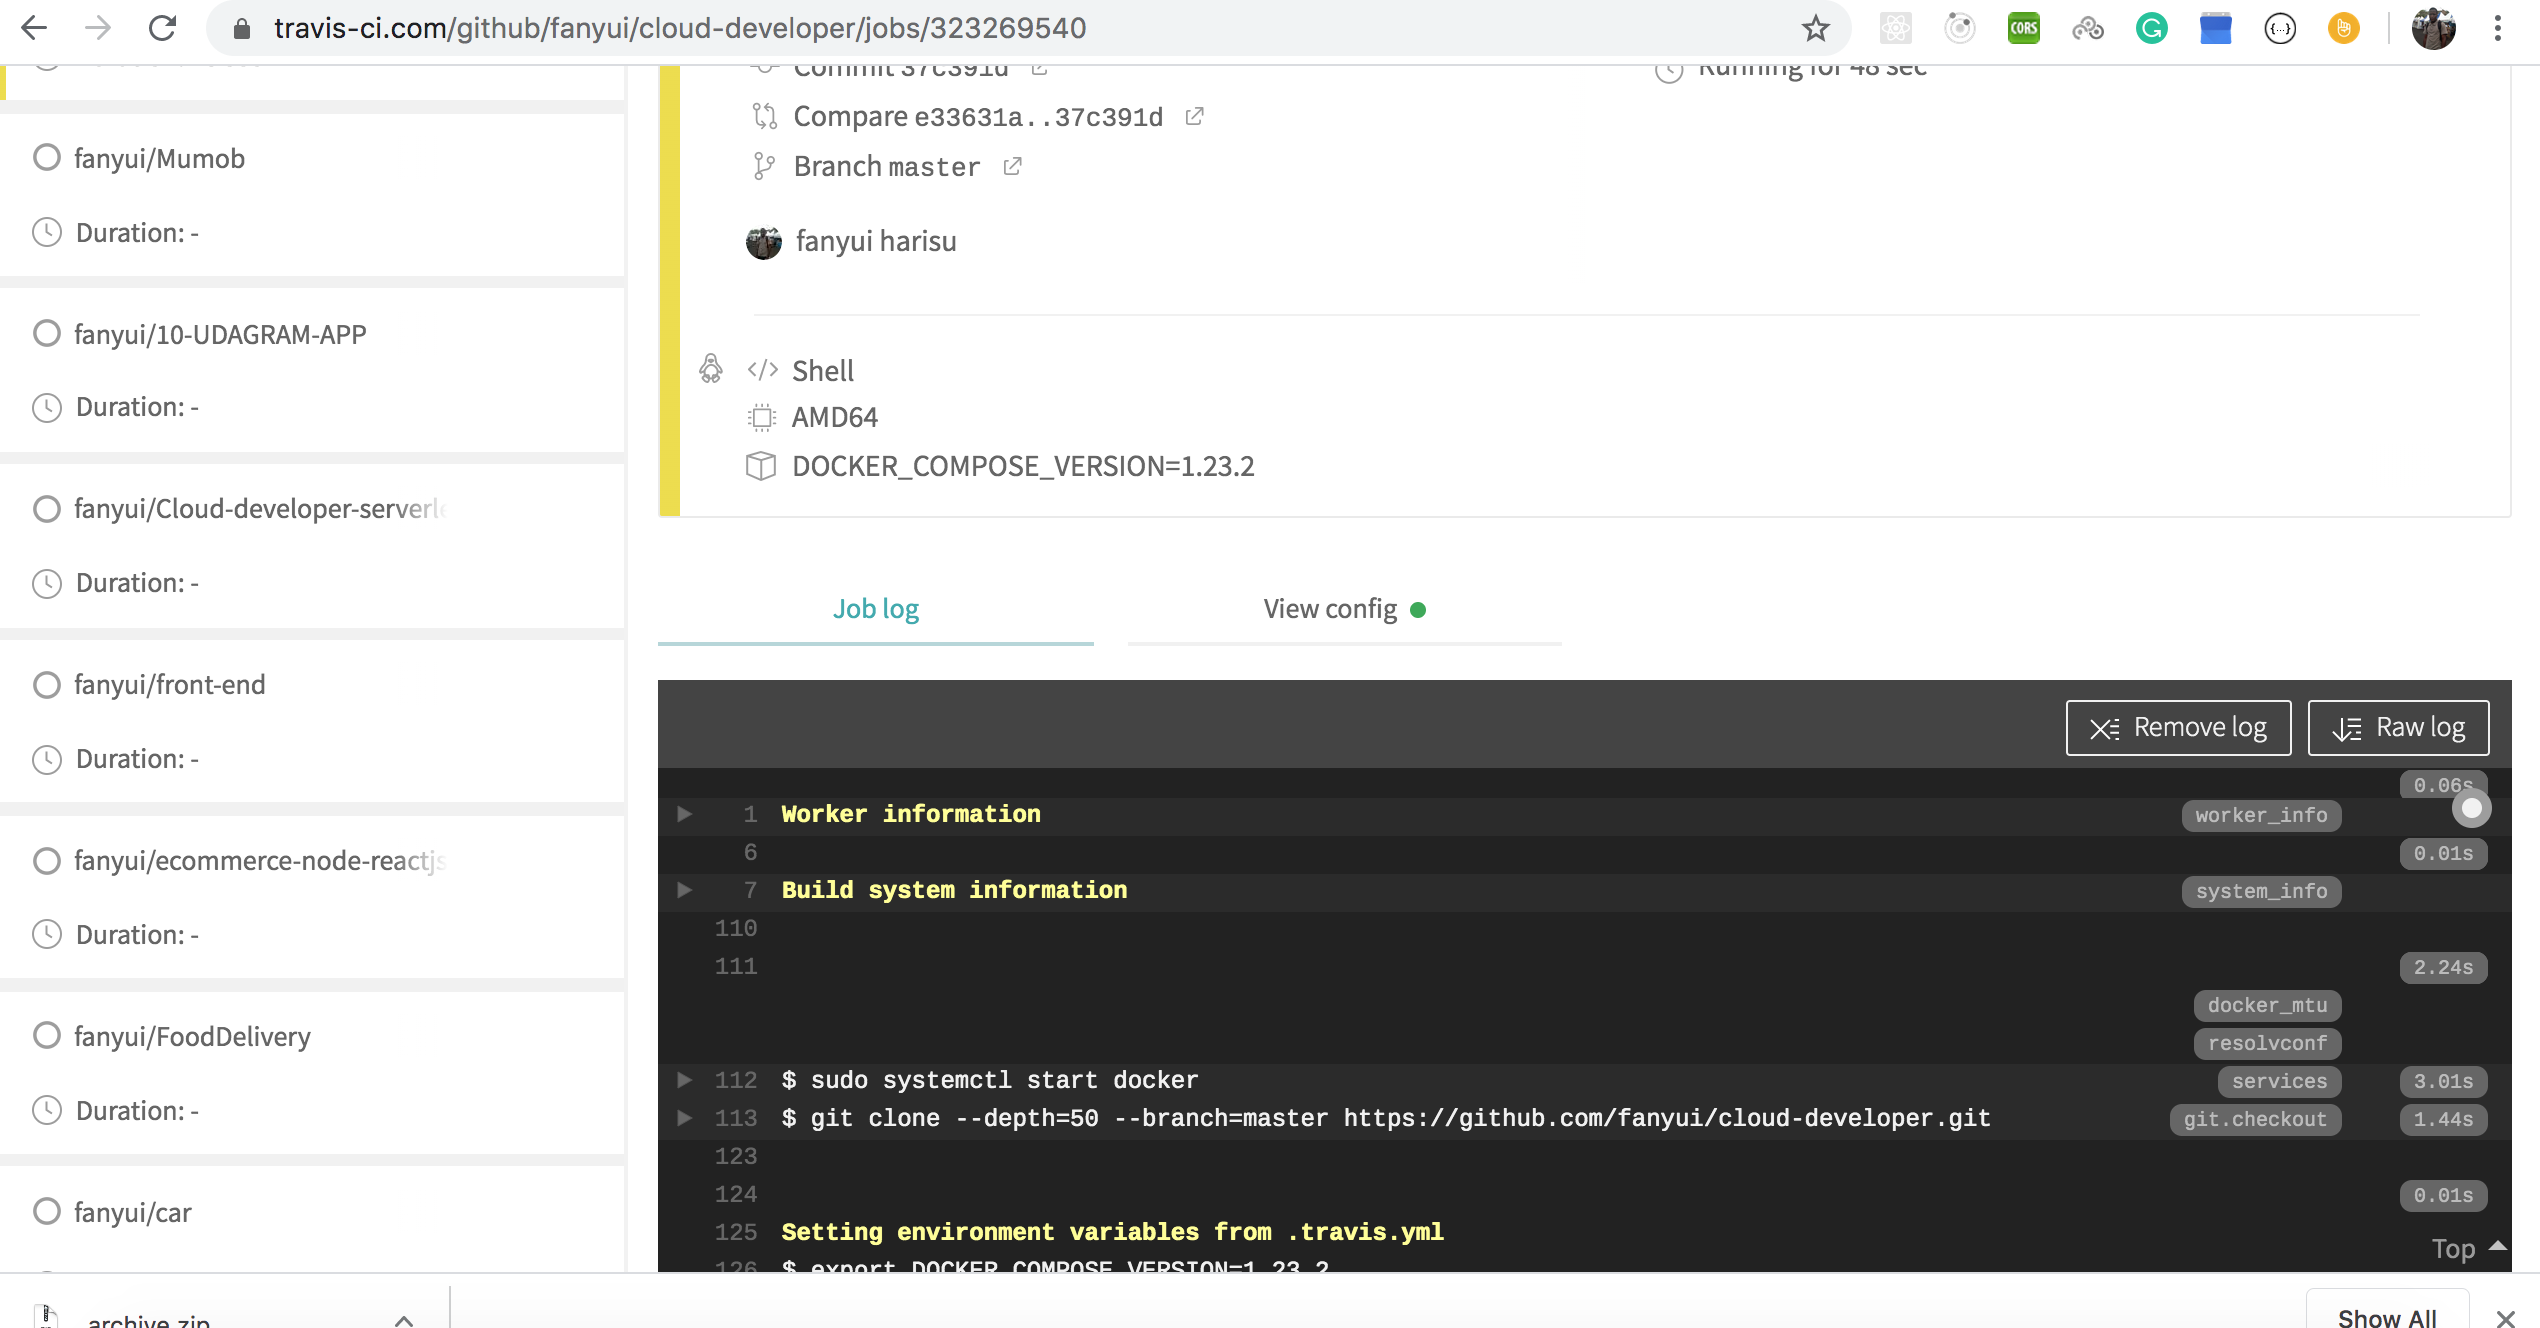 travis-ci.com/github/fanyui/cloud-developer/jobs/323269540
CORS
fanyui/Mumob
Duration: -
fanyui/10-UDAGRAM-APP
Duration: -
fanyui/Cloud-developer-serverle
Duration: -
fanyui/front-end
Duration: -
fanyui/ecommerce-node-reactjs
Duration: -
fanyui/FoodDelivery
Duration: -
fanyui/car
Commit 37c391d
Running for 48 sec
Compare e33631a..37c391d
Branch master
fanyui harisu
Shell
AMD64
DOCKER_COMPOSE_VERSION=1.23.2
Job log
View config
Remove log
Raw log
0.06s
1 Worker information worker_info
6 0.01s
7 Build system information system_info
110
111 2.24s
docker_mtu
resolvconf
112 $ sudo systemctl start docker services 3.01s
113 $ git clone --depth=50 --branch=master https://github.com/fanyui/cloud-developer.git git.checkout 1.44s
123
124 0.01s
125 Setting environment variables from .travis.yml
Top
126 $ export DOCKER_COMPOSE_VERSION=1.23.2
archive.zip
Show All